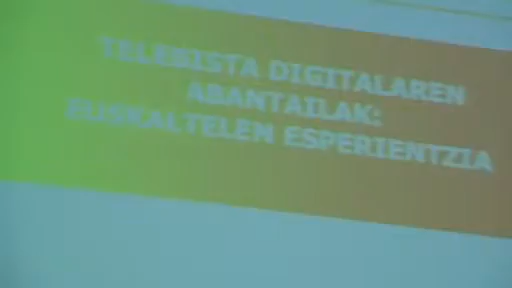 TELEBISTA DIGITALAREN
ABANTAILAK:
EUSKALTELEN ESPERIENTZIA